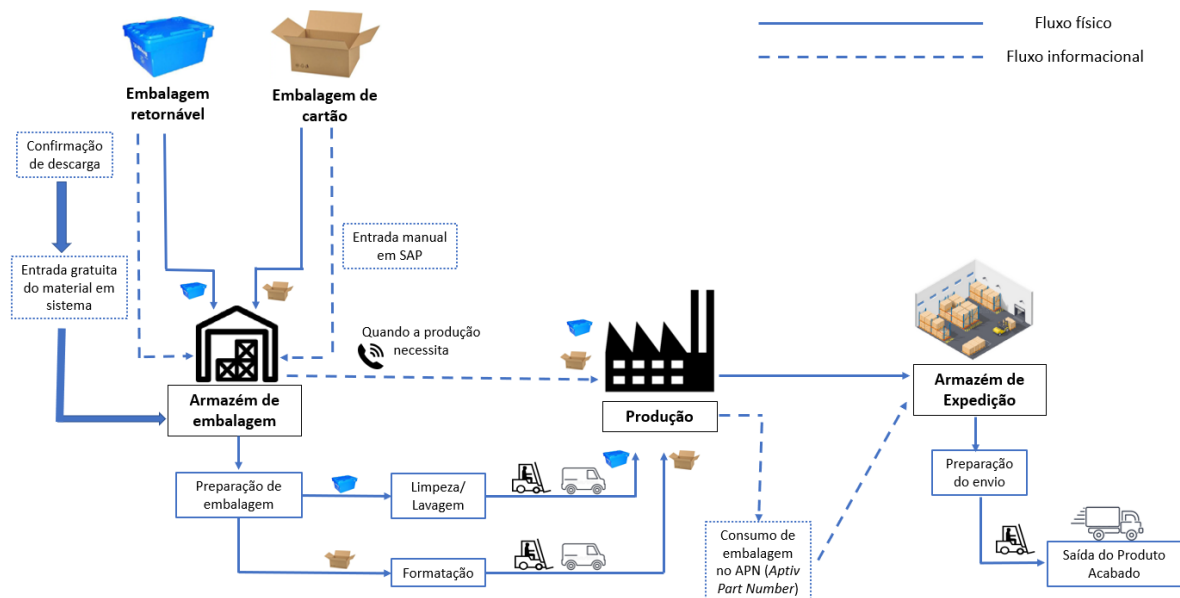 Fluxo físico
Fluxo informacional
Embalagem
retornável
Embalagem de
cartão
Confirmação
de descarga
Entrada manual
em SAP
Entrada gratuita
do material em
sistema
Quando a produção
necessita
Armazém de
embalagem
Produção
Armazém de
Expedição
Preparação de
embalagem
Limpeza/
Lavagem
Preparação
do envio
Formatação
Consumo de
embalagem
no APN (Aptiv
Part Number)
Saída do Produto
Acabado